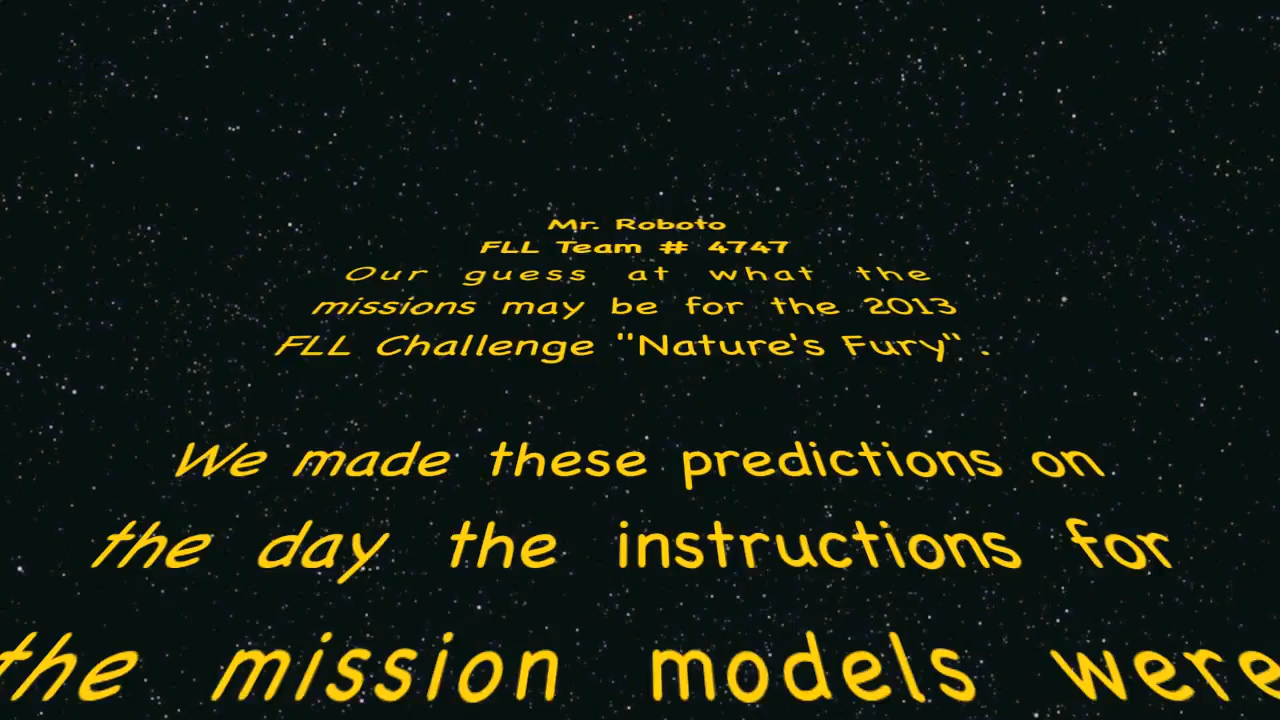 Mr. Roboto
FLL Team # 4747
Our guess at what the
missions may be for the 2013
FLL Challenge "Nature's Fury" .
We made these predictions on
the day the instructions for
the mission models were